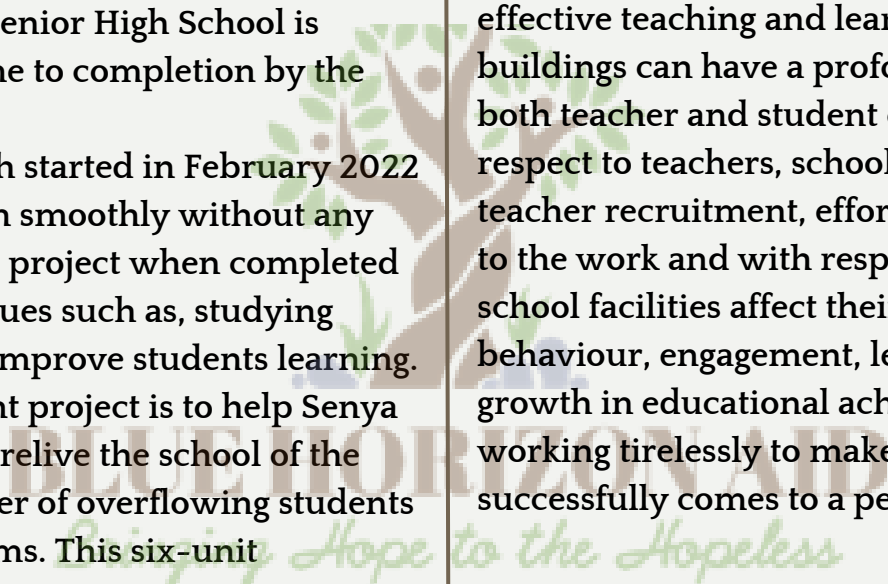 enior High School is
ne to completion by the
h started in February 2022
n smoothly without any
project when completed
ues such as, studying
mprove students learning.
nt project is to help Senya
relive the school of the
er of overflowing students
ms. This six-unit
effective teaching and lear
buildings can have a profo
both teacher and student
respect to teachers, school
teacher recruitment, effor
to the work and with resp
school facilities affect thei
behaviour, engagement, le
growth in educational ach
working tirelessly to make
successfully comes to a pe
BLUE HORIZON AID
Bringing Hope to the Hopeless